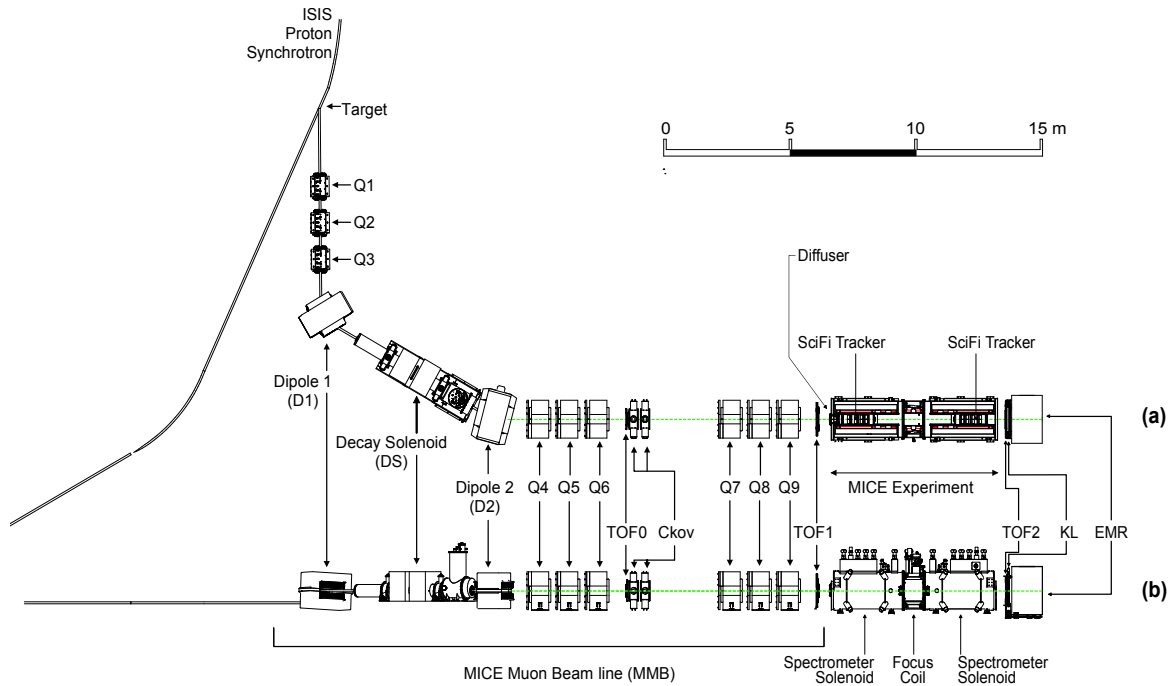 ISIS
Proton
Synchrotron
Target
0 5 10 15 m
Q1
Q2
Q3
Diffuser
SciFi Tracker SciFi Tracker
Dipole 1
(D1)
(a)
Decay Solenoid
(DS)
Dipole 2
(D2)
Q4 Q5 Q6 Q7 Q8 Q9
MICE Experiment
TOF0 Ckov TOF1 TOF2 KL EMR
(b)
MICE Muon Beam line (MMB)
Spectrometer
Solenoid
Focus
Coil
Spectrometer
Solenoid